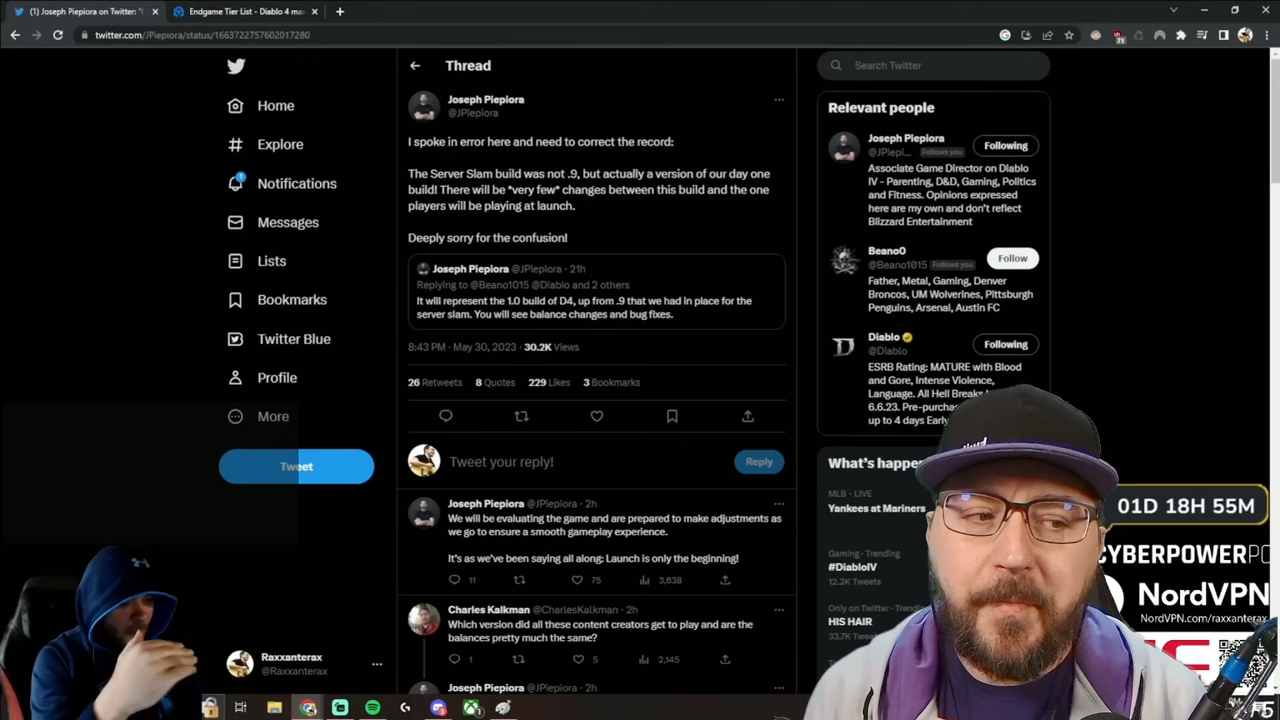 (1) Joseph Piepiora on Twitter: "I
Endgame Tier List - Diablo 4 ma
twitter.com/JPiepiora/status/1663722757602017280
71
Home
Explore
1
Notifications
Messages
Lists
Bookmarks
Twitter Blue
Profile
More
Tweet
Raxxanterax
@Raxxanterax
Thread
Joseph Piepiora
@JPiepiora
I spoke in error here and need to correct the record:
The Server Slam build was not .9, but actually a version of our day one
build! There will be *very few* changes between this build and the one
players will be playing at launch.
Deeply sorry for the confusion!
Joseph Piepiora @JPiepiora · 21h
Replying to @Beano1015 @Diablo and 2 others
It will represent the 1.0 build of D4, up from .9 that we had in place for the
server slam. You will see balance changes and bug fixes.
8:43 PM · May 30, 2023 · 30.2K Views
26 Retweets 8 Quotes 229 Likes 3 Bookmarks
Tweet your reply!
Reply
Joseph Piepiora @JPiepiora · 2h
We will be evaluating the game and are prepared to make adjustments as
we go to ensure a smooth gameplay experience.
It's as we've been saying all along: Launch is only the beginning!
11 75 3,638
Charles Kalkman @CharlesKalkman · 2h
Which version did all these content creators get to play and are the
balances pretty much the same?
1 5 2,145
Joseph Piepiora @JPiepiora · 2h
Search Twitter
Relevant people
Joseph Piepiora
@JPiepi... Follows you
Following
Associate Game Director on Diablo
IV - Parenting, D&D, Gaming, Politics
and Fitness. Opinions expressed
here are my own and don't reflect
Blizzard Entertainment
Beano0
@Beano1015 Follows you
Follow
Father, Metal, Gaming, Denver
Broncos, UM Wolverines, Pittsburgh
Penguins, Arsenal, Austin FC
Diablo
@Diablo
Following
ESRB Rating: MATURE with Blood
and Gore, Intense Violence,
Language. All Hell Breaks
6.6.23. Pre-purchas
up to 4 days Early
What's happe
MLB · LIVE
Yankees at Mariners
Gaming · Trending
#DiabloIV
12.2K Tweets
Only on Twitter · Trending
HIS HAIR
33.7K Tweets
01D 18H 55M
CYBERPOWERPC
NordVPN
NordVPN.com/raxxanterax